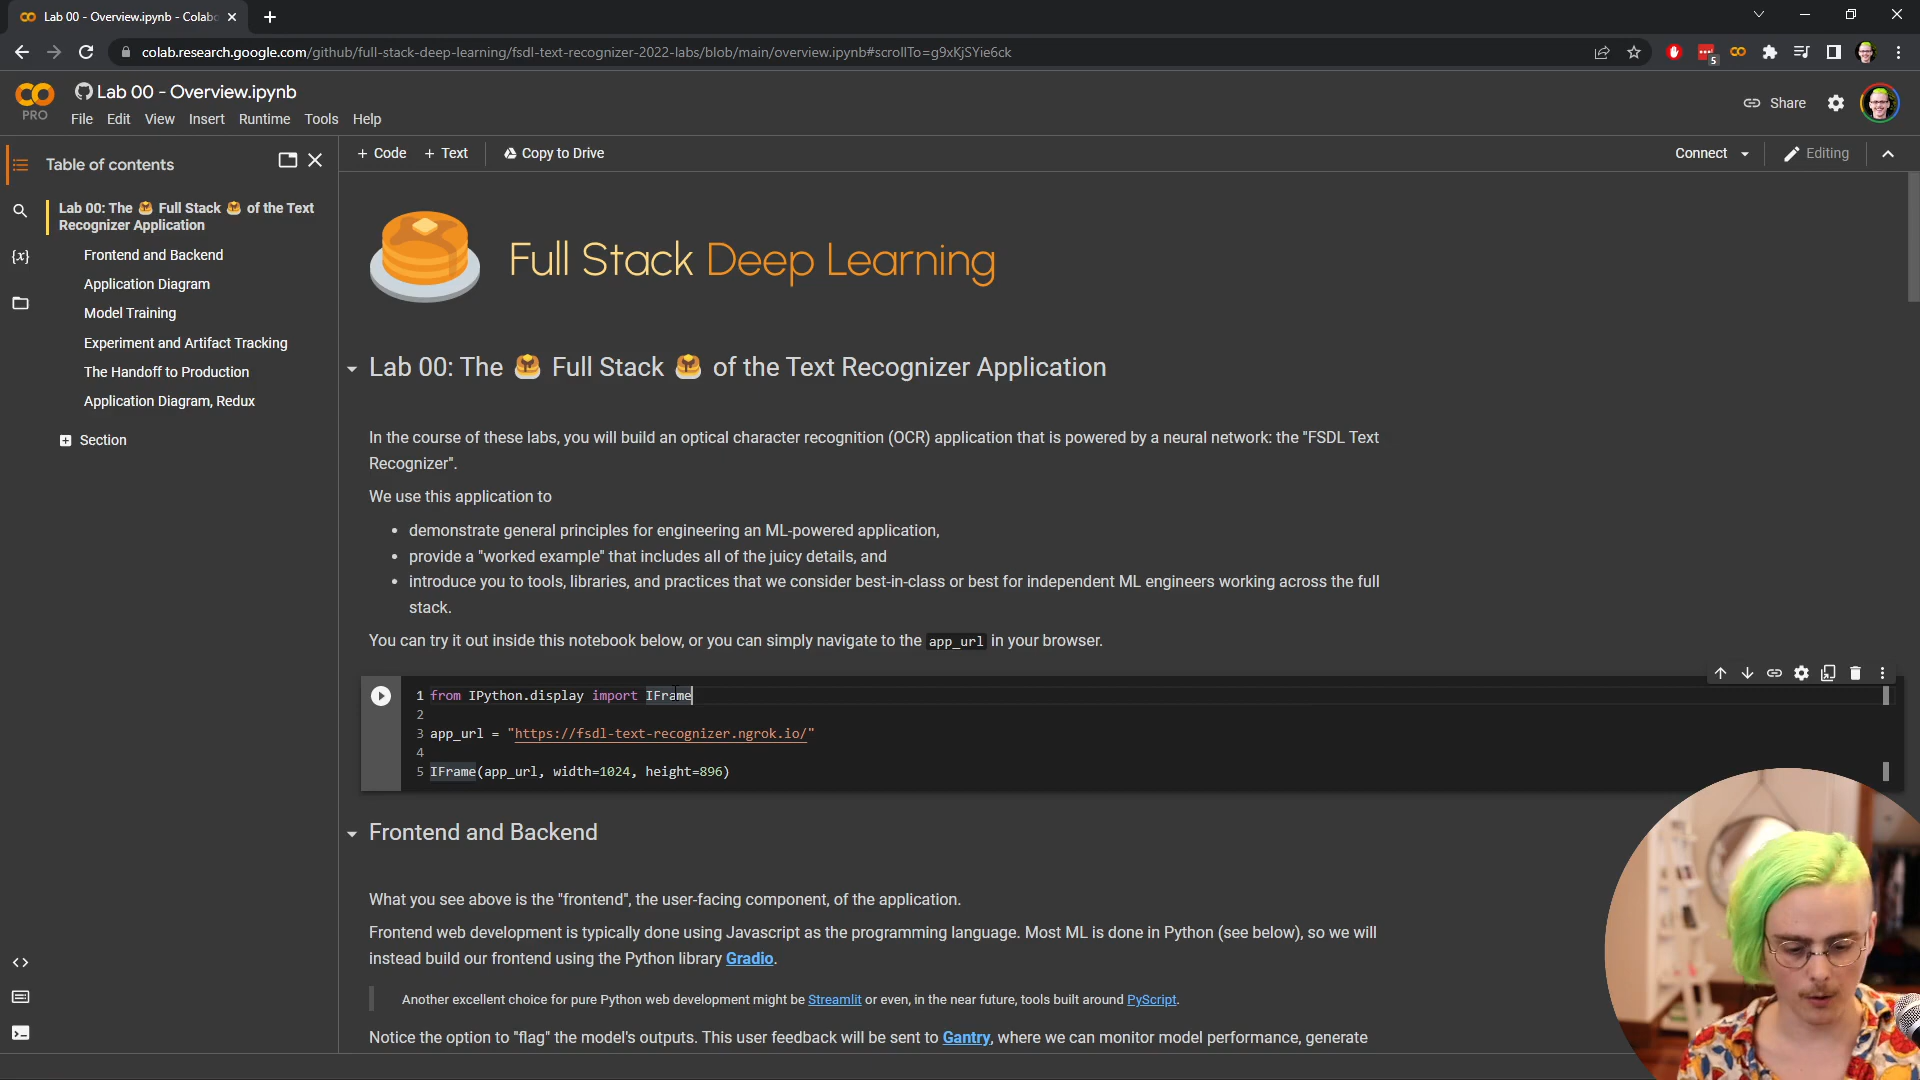 Lab 00 - Overview.ipynb - Colab
colab.research.google.com/github/full-stack-deep-learning/fsdl-text-recognizer-2022-labs/blob/main/overview.ipynb#scrollTo=g9xKjSYie6ck
5
PRO
Lab 00 - Overview.ipynb
File Edit View Insert Runtime Tools Help
Share
Table of contents
+ Code + Text Copy to Drive
Connect
Editing
Lab 00: The 🥞 Full Stack 🥞 of the Text
Recognizer Application
Frontend and Backend
Application Diagram
Model Training
Experiment and Artifact Tracking
The Handoff to Production
Application Diagram, Redux
Section
{x}
Full Stack Deep Learning
Lab 00: The 🥞 Full Stack 🥞 of the Text Recognizer Application
In the course of these labs, you will build an optical character recognition (OCR) application that is powered by a neural network: the "FSDL Text
Recognizer".
We use this application to
• demonstrate general principles for engineering an ML-powered application,
• provide a "worked example" that includes all of the juicy details, and
• introduce you to tools, libraries, and practices that we consider best-in-class or best for independent ML engineers working across the full
stack.
You can try it out inside this notebook below, or you can simply navigate to the app_url in your browser.
1 from IPython.display import IFrame
2
3 app_url = "https://fsdl-text-recognizer.ngrok.io/"
4
5 IFrame(app_url, width=1024, height=896)
Frontend and Backend
What you see above is the "frontend", the user-facing component, of the application.
Frontend web development is typically done using Javascript as the programming language. Most ML is done in Python (see below), so we will
instead build our frontend using the Python library Gradio.
Another excellent choice for pure Python web development might be Streamlit or even, in the near future, tools built around PyScript.
Notice the option to "flag" the model's outputs. This user feedback will be sent to Gantry, where we can monitor model performance, generate